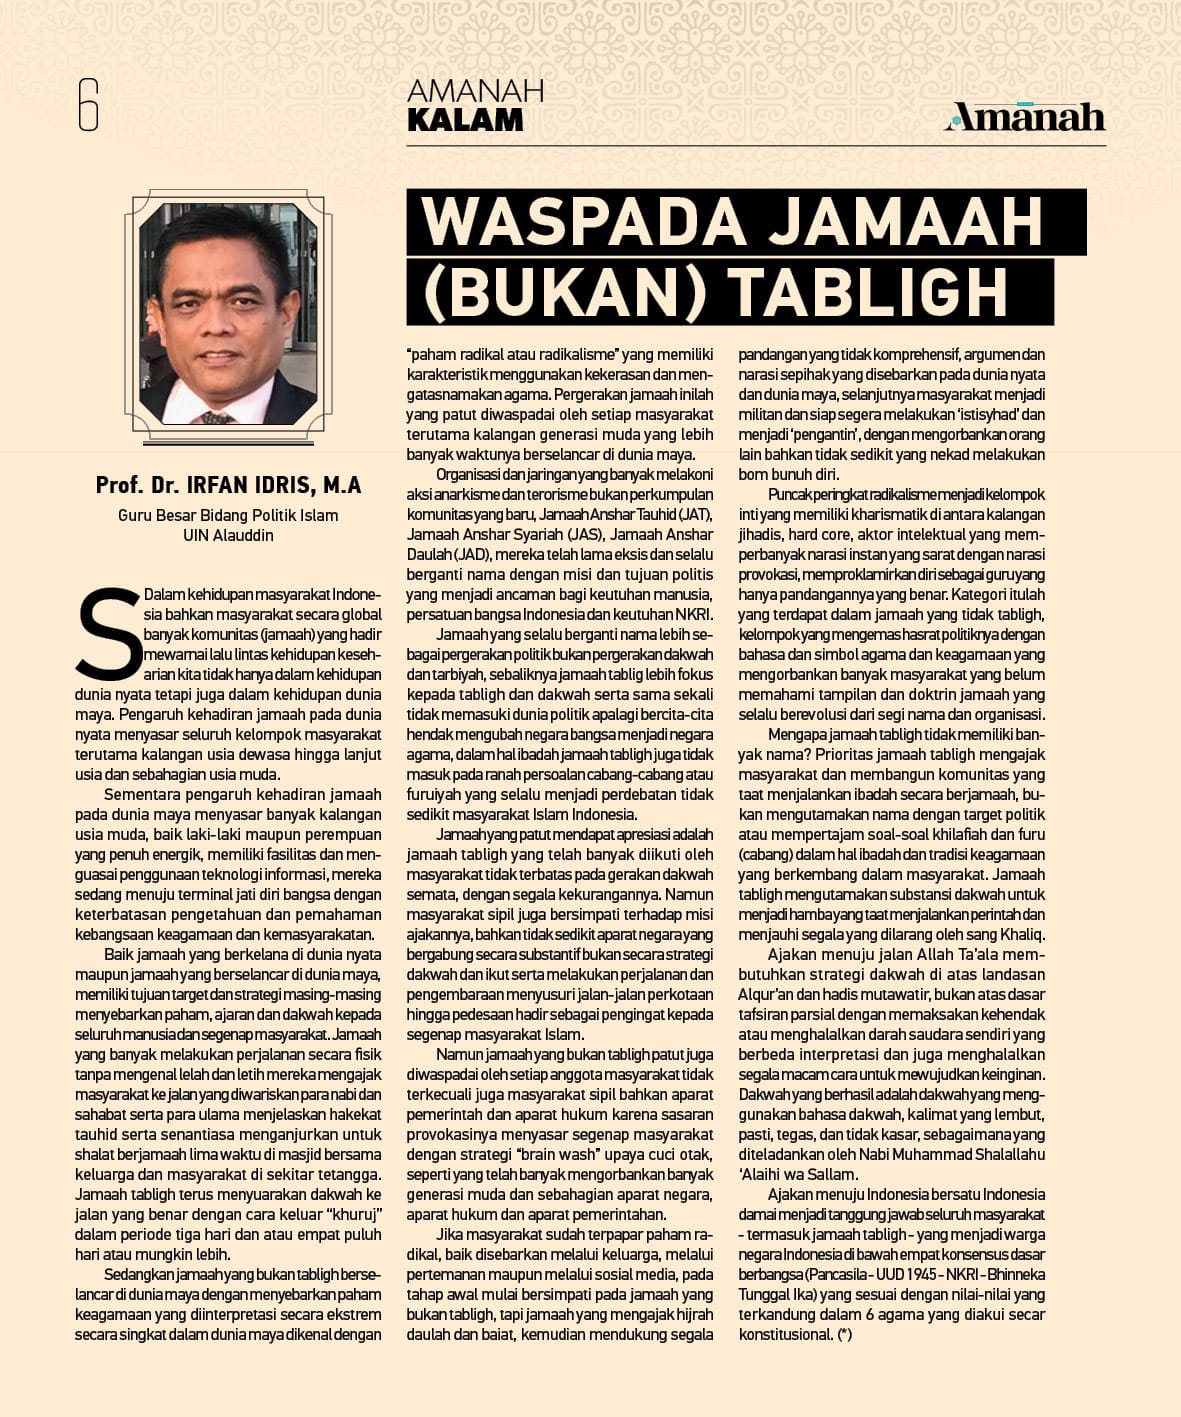 6
AMANAH
KALAM
Amanah
WASPADA JAMAAH
(BUKAN) TABLIGH
Prof. Dr. IRFAN IDRIS, M.A
Guru Besar Bidang Politik Islam
UIN Alauddin
S Dalam kehidupan masyarakat Indone-
sia bahkan masyarakat secara global
banyak komunitas (jamaah) yang hadir
mewarnai lalu lintas kehidupan keseh-
arian kita tidak hanya dalam kehidupan
dunia nyata tetapi juga dalam kehidupan dunia
maya. Pengaruh kehadiran jamaah pada dunia
nyata menyasar seluruh kelompok masyarakat
terutama kalangan usia dewasa hingga lanjut
usia dan sebahagian usia muda.
Sementara pengaruh kehadiran jamaah
pada dunia maya menyasar banyak kalangan
usia muda, baik laki-laki maupun perempuan
yang penuh energik, memiliki fasilitas dan men-
guasai penggunaan teknologi informasi, mereka
sedang menuju terminal jati diri bangsa dengan
keterbatasan pengetahuan dan pemahaman
kebangsaan keagamaan dan kemasyarakatan.
Baik jamaah yang berkelana di dunia nyata
maupun jamaah yang berselancar di dunia maya,
memiliki tujuan target dan strategi masing-masing
menyebarkan paham, ajaran dan dakwah kepada
seluruh manusia dan segenap masyarakat. Jamaah
yang banyak melakukan perjalanan secara fisik
tanpa mengenal lelah dan letih mereka mengajak
masyarakat ke jalan yang diwariskan para nabi dan
sahabat serta para ulama menjelaskan hakekat
tauhid serta senantiasa menganjurkan untuk
shalat berjamaah lima waktu di masjid bersama
keluarga dan masyarakat di sekitar tetangga.
Jamaah tabligh terus menyuarakan dakwah ke
jalan yang benar dengan cara keluar “khuruj”
dalam periode tiga hari dan atau empat puluh
hari atau mungkin lebih.
Sedangkan jamaah yang bukan tabligh berse-
lancar di dunia maya dengan menyebarkan paham
keagamaan yang diinterpretasi secara ekstrem
secara singkat dalam dunia maya dikenal dengan
“paham radikal atau radikalisme” yang memiliki
karakteristik menggunakan kekerasan dan men-
gatasnamakan agama. Pergerakan jamaah inilah
yang patut diwaspadai oleh setiap masyarakat
terutama kalangan generasi muda yang lebih
banyak waktunya berselancar di dunia maya.
Organisasi dan jaringan yang banyak melakoni
aksi anarkisme dan terorisme bukan perkumpulan
komunitas yang baru, Jamaah Anshar Tauhid (JAT),
Jamaah Anshar Syariah (JAS), Jamaah Anshar
Daulah (JAD), mereka telah lama eksis dan selalu
berganti nama dengan misi dan tujuan politis
yang menjadi ancaman bagi keutuhan manusia,
persatuan bangsa Indonesia dan keutuhan NKRI.
Jamaah yang selalu berganti nama lebih se-
bagai pergerakan politik bukan pergerakan dakwah
dan tarbiyah, sebaliknya jamaah tablig lebih fokus
kepada tabligh dan dakwah serta sama sekali
tidak memasuki dunia politik apalagi bercita-cita
hendak mengubah negara bangsa menjadi negara
agama, dalam hal ibadah jamaah tabligh juga tidak
masuk pada ranah persoalan cabang-cabang atau
furuiyah yang selalu menjadi perdebatan tidak
sedikit masyarakat Islam Indonesia.
Jamaah yang patut mendapat apresiasi adalah
jamaah tabligh yang telah banyak diikuti oleh
masyarakat tidak terbatas pada gerakan dakwah
semata, dengan segala kekurangannya. Namun
masyarakat sipil juga bersimpati terhadap misi
ajakannya, bahkan tidak sedikit aparat negara yang
bergabung secara substantif bukan secara strategi
dakwah dan ikut serta melakukan perjalanan dan
pengembaraan menyusuri jalan-jalan perkotaan
hingga pedesaan hadir sebagai pengingat kepada
segenap masyarakat Islam.
Namun jamaah yang bukan tabligh patut juga
diwaspadai oleh setiap anggota masyarakat tidak
terkecuali juga masyarakat sipil bahkan aparat
pemerintah dan aparat hukum karena sasaran
provokasinya menyasar segenap masyarakat
dengan strategi “brain wash” upaya cuci otak,
seperti yang telah banyak mengorbankan banyak
generasi muda dan sebahagian aparat negara,
aparat hukum dan aparat pemerintahan.
Jika masyarakat sudah terpapar paham ra-
dikal, baik disebarkan melalui keluarga, melalui
pertemanan maupun melalui sosial media, pada
tahap awal mulai bersimpati pada jamaah yang
bukan tabligh, tapi jamaah yang mengajak hijrah
daulah dan baiat, kemudian mendukung segala
pandangan yang tidak komprehensif, argumen dan
narasi sepihak yang disebarkan pada dunia nyata
dan dunia maya, selanjutnya masyarakat menjadi
militan dan siap segera melakukan ‘istisyhad’ dan
menjadi ‘pengantin’, dengan mengorbankan orang
lain bahkan tidak sedikit yang nekad melakukan
bom bunuh diri.
Puncak peringkat radikalisme menjadi kelompok
inti yang memiliki kharismatik di antara kalangan
jihadis, hard core, aktor intelektual yang mem-
perbanyak narasi instan yang sarat dengan narasi
provokasi, memproklamirkan diri sebagai guru yang
hanya pandangannya yang benar. Kategori itulah
yang terdapat dalam jamaah yang tidak tabligh,
kelompok yang mengemas hasrat politiknya dengan
bahasa dan simbol agama dan keagamaan yang
mengorbankan banyak masyarakat yang belum
memahami tampilan dan doktrin jamaah yang
selalu berevolusi dari segi nama dan organisasi.
Mengapa jamaah tabligh tidak memiliki ban-
yak nama? Prioritas jamaah tabligh mengajak
masyarakat dan membangun komunitas yang
taat menjalankan ibadah secara berjamaah, bu-
kan mengutamakan nama dengan target politik
atau mempertajam soal-soal khilafiah dan furu
(cabang) dalam hal ibadah dan tradisi keagamaan
yang berkembang dalam masyarakat. Jamaah
tabligh mengutamakan substansi dakwah untuk
menjadi hamba yang taat menjalankan perintah dan
menjauhi segala yang dilarang oleh sang Khaliq.
Ajakan menuju jalan Allah Ta’ala mem-
butuhkan strategi dakwah di atas landasan
Alqur’an dan hadis mutawatir, bukan atas dasar
tafsiran parsial dengan memaksakan kehendak
atau menghalalkan darah saudara sendiri yang
berbeda interpretasi dan juga menghalalkan
segala macam cara untuk mewujudkan keinginan.
Dakwah yang berhasil adalah dakwah yang meng-
gunakan bahasa dakwah, kalimat yang lembut,
pasti, tegas, dan tidak kasar, sebagaimana yang
diteladankan oleh Nabi Muhammad Shalallahu
‘Alaihi wa Sallam.
Ajakan menuju Indonesia bersatu Indonesia
damai menjadi tanggung jawab seluruh masyarakat
- termasuk jamaah tabligh - yang menjadi warga
negara Indonesia di bawah empat konsensus dasar
berbangsa (Pancasila - UUD 1945 - NKRI - Bhinneka
Tunggal Ika) yang sesuai dengan nilai-nilai yang
terkandung dalam 6 agama yang diakui secar
konstitusional. (*)